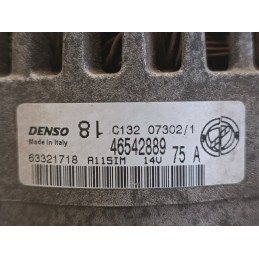 DENSO 18 C132 07302/1
Made in Italy 46542889 75 A
63321718 A115IM 14V